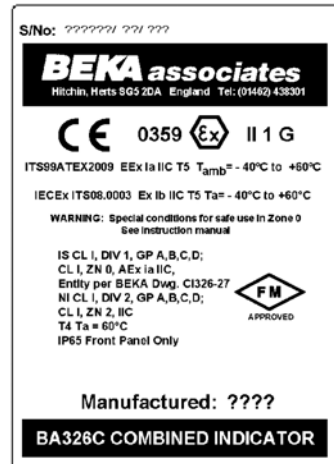 S/No: ??????/ ??/ ???
BEKA associates
Hitchin, Herts SG5 2DA England Tel: (01462) 438301
CE 0359 Ex II 1 G
ITS99ATEX2009 EEx ia IIC T5 Tamb= - 40°C to +60°C
IECEx ITS08.0003 Ex ib IIC T5 Ta= - 40°C to +60°C
WARNING: Special conditions for safe use in Zone 0
See instruction manual
IS CL I, DIV 1, GP A,B,C,D;
CL I, ZN 0, AEx ia IIC,
Entity per BEKA Dwg. CI326-27
NI CL I, DIV 2, GP A,B,C,D;
CL I, ZN 2, IIC
T4 Ta = 60°C
IP65 Front Panel Only
FM
APPROVED
Manufactured: ????
BA326C COMBINED INDICATOR